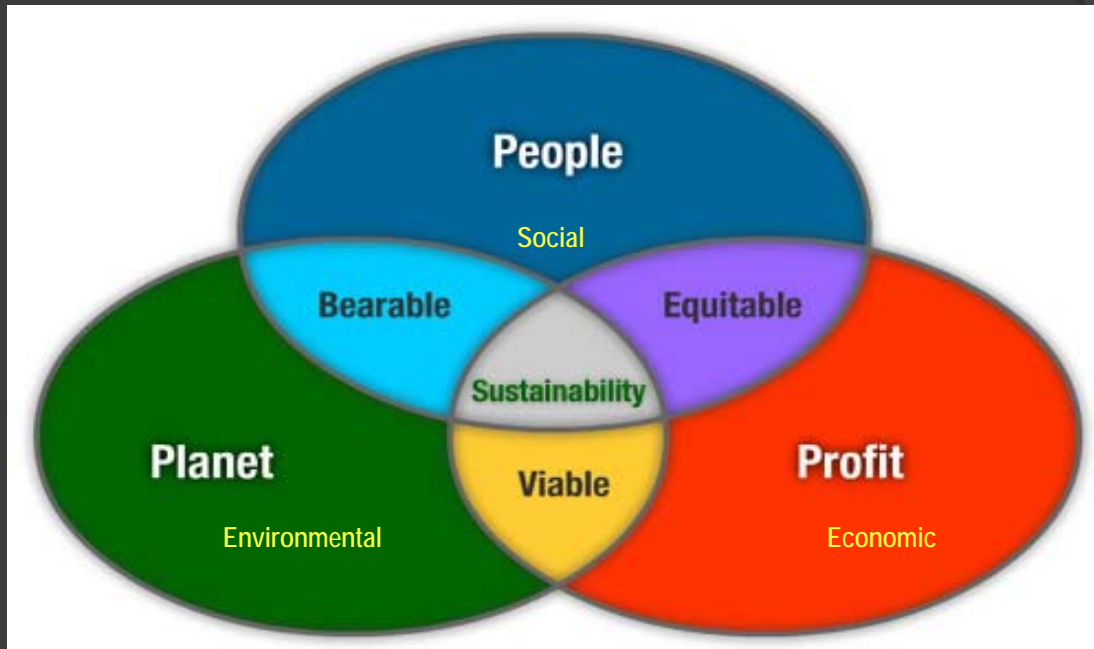 People
Social
Bearable
Equitable
Sustainability
Planet
Viable
Profit
Environmental
Economic